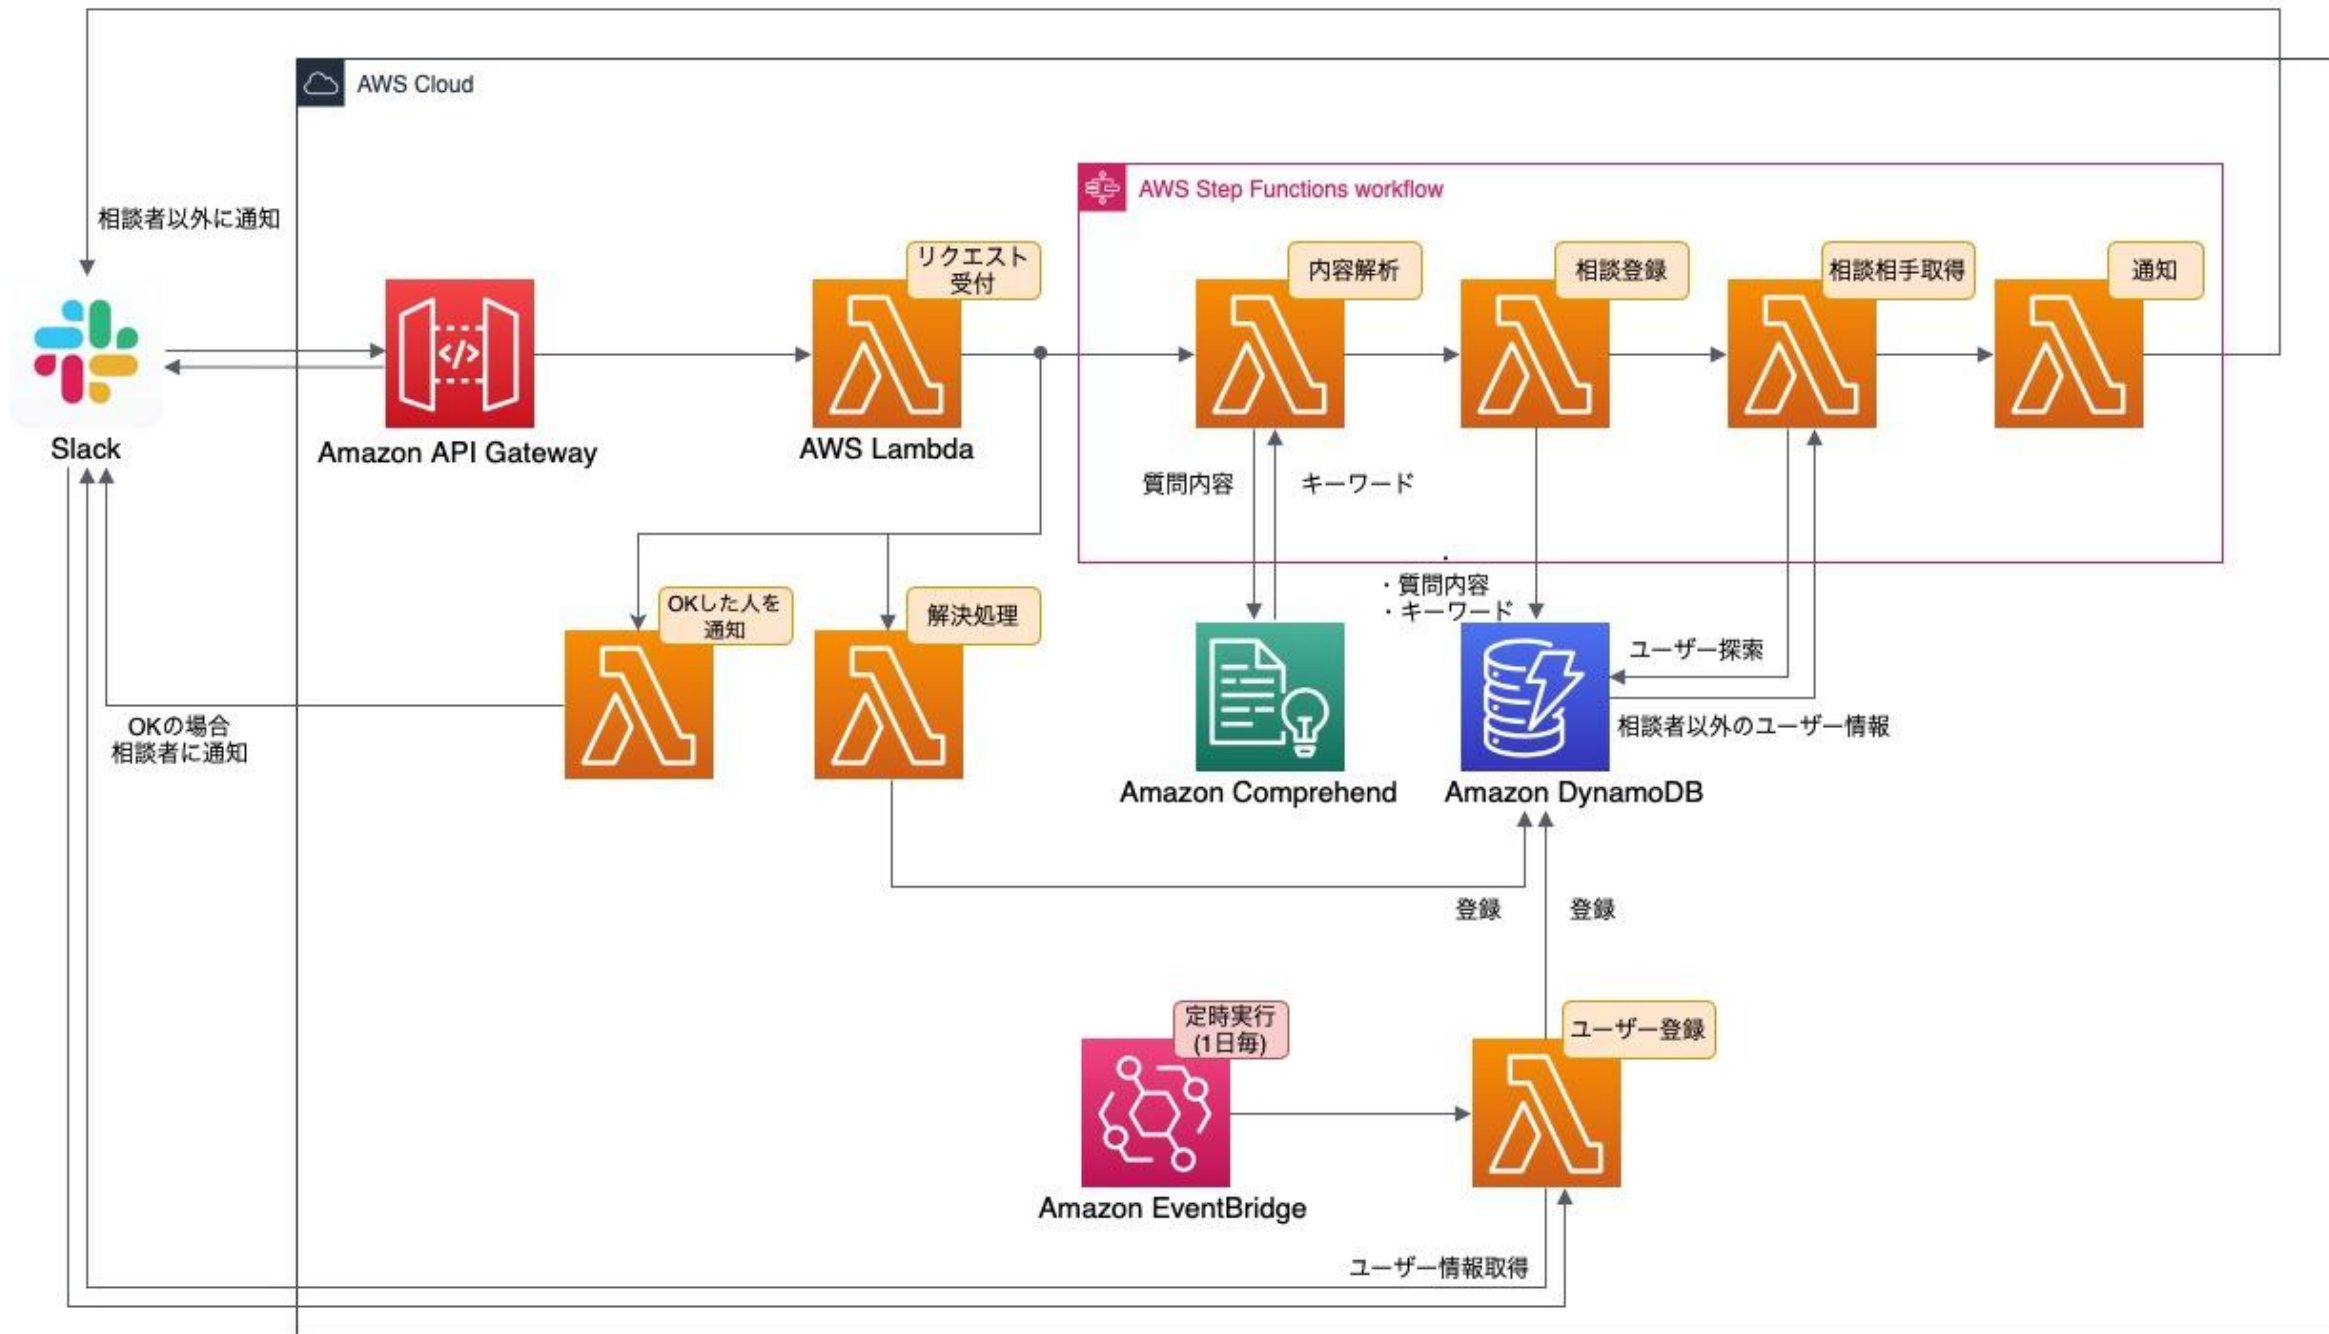 AWS Cloud
相談者以外に通知
AWS Step Functions workflow
リクエスト
受付
内容解析
相談登録
相談相手取得
通知
Slack
Amazon API Gateway
AWS Lambda
質問内容
キーワード
・
・質問内容
・キーワード
OKした人を
通知
解決処理
ユーザー探索
相談者以外のユーザー情報
OKの場合
相談者に通知
Amazon Comprehend
Amazon DynamoDB
登録
登録
定時実行
(1日毎)
ユーザー登録
Amazon EventBridge
ユーザー情報取得